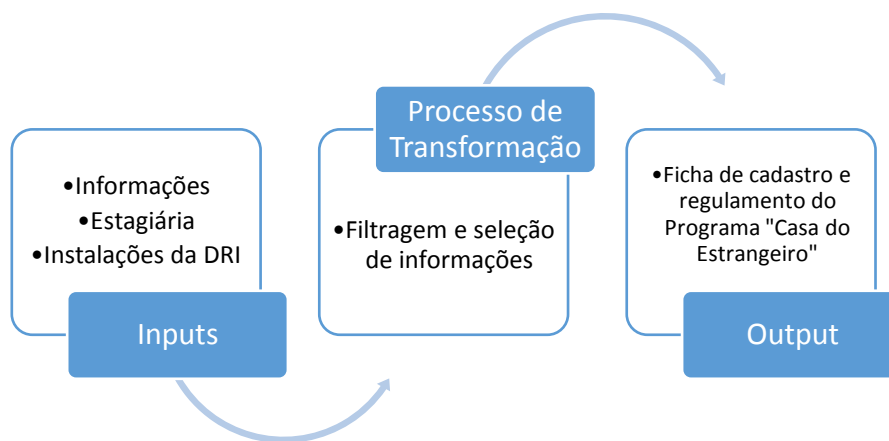 •Informações
•Estagiária
•Instalações da DRI
Inputs
Processo de
Transformação
•Filtragem e seleção
de informações
•Ficha de cadastro e
regulamento do
Programa "Casa do
Estrangeiro"
Output